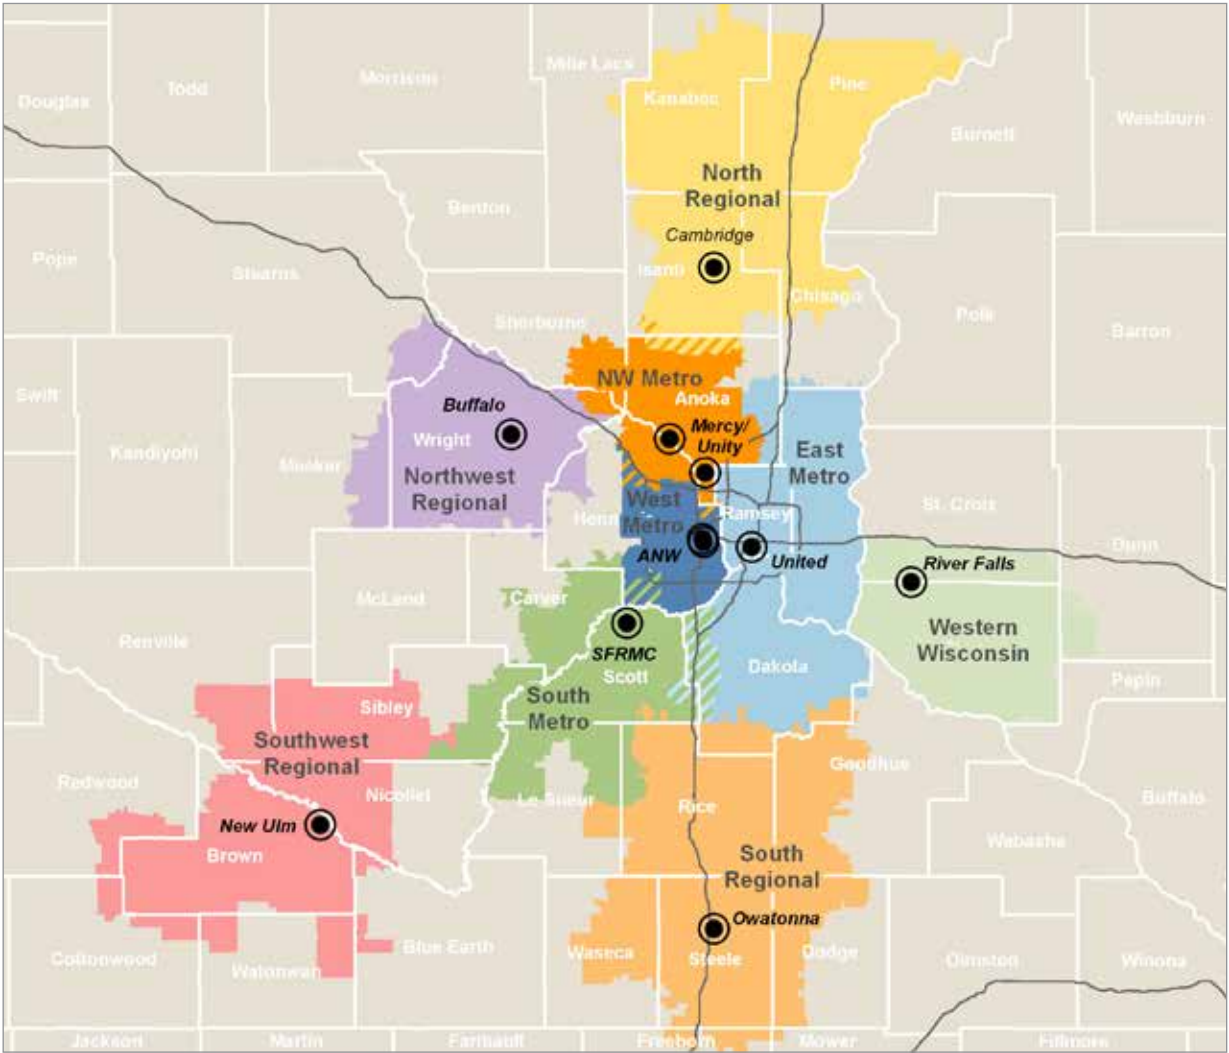 Mille Lacs
Morrison
Todd
Douglas
Kanabec
Pine
Washburn
Burnett
North
Regional
Benton
Cambridge
Pope
Stearns
Isanti
Chisago
Sherburne
Polk
Barron
NW Metro
Anoka
Swift
Buffalo
Mercy/
Unity
Wright
East
Metro
Kandiyohi
Meeker
Northwest
Regional
West
Metro
Henn
Ramsey
St. Croix
Dunn
ANW
United
River Falls
McLeod
Carver
Western
Wisconsin
Renville
SFRMC
Scott
Dakota
Pepin
Sibley
South
Metro
Southwest
Regional
Redwood
Nicollet
Le Sueur
Goodhue
Buffalo
Rice
New Ulm
Brown
Wabasha
South
Regional
Owatonna
Cottonwood
Watonwan
Blue Earth
Waseca
Steele
Dodge
Olmsted
Winona
Jackson
Martin
Faribault
Freeborn
Mower
Fillmore